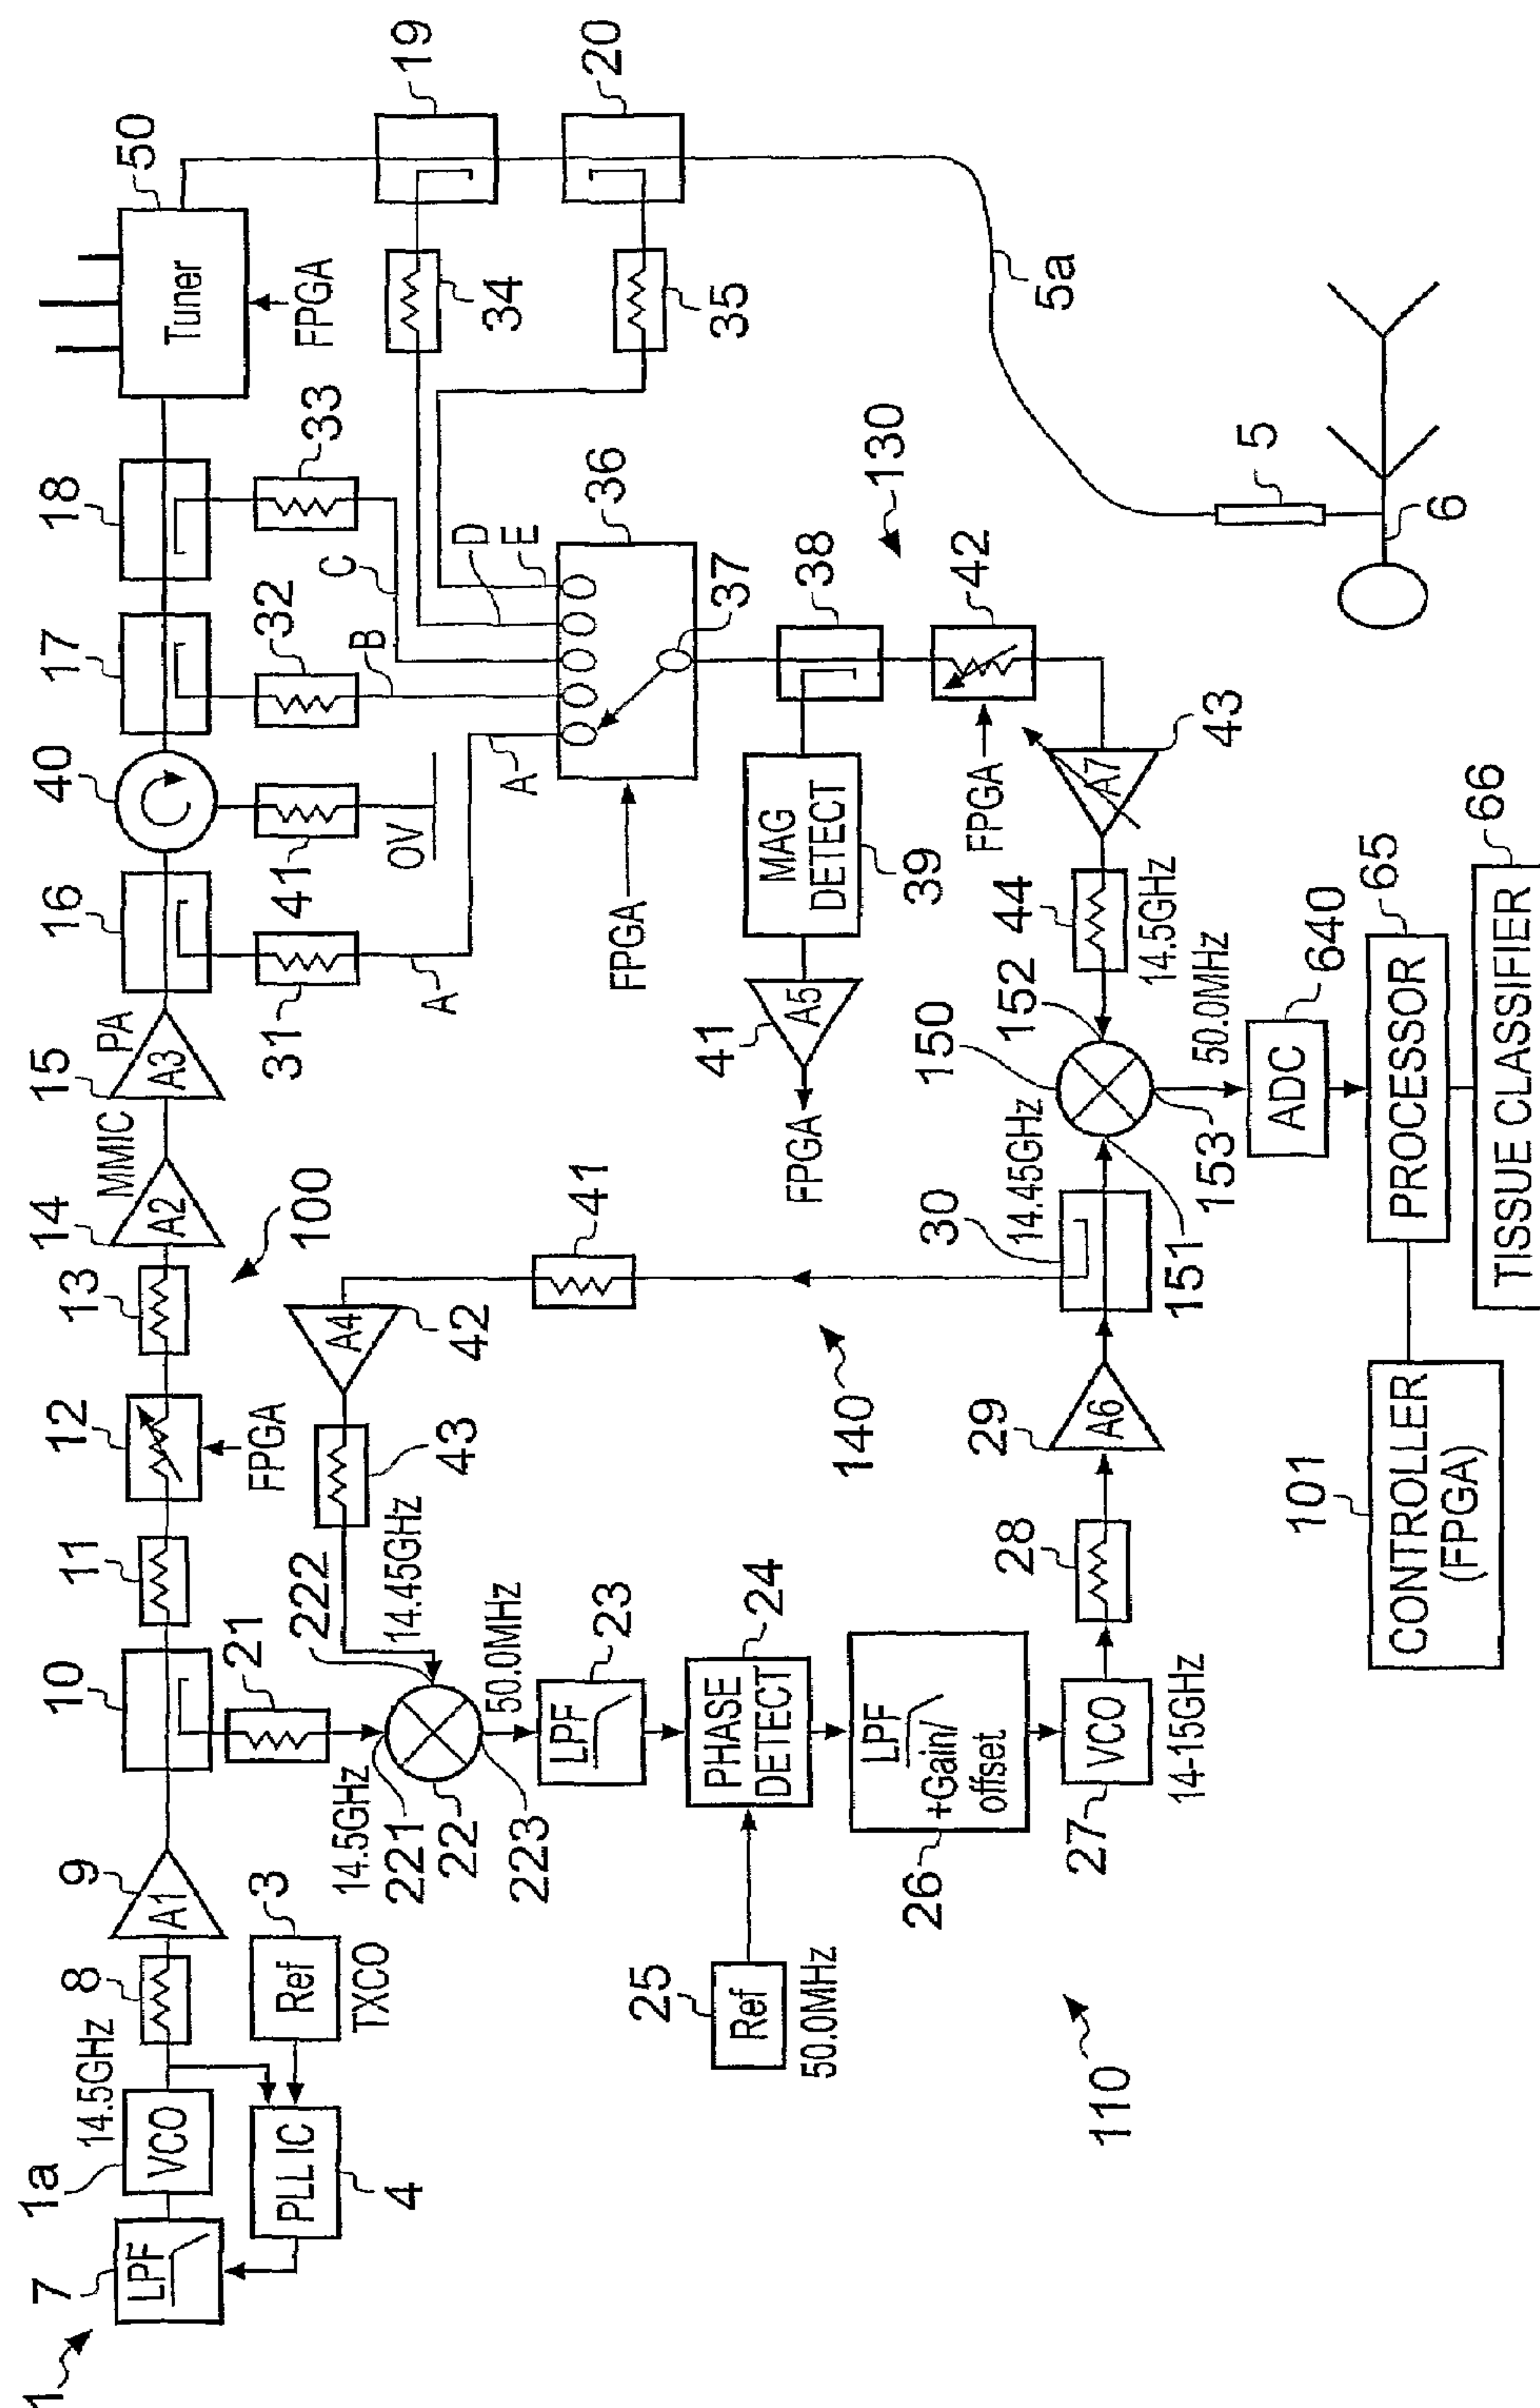 1
7
LPF
1a
VCO
14.5GHz
PLL IC
4
8
Ref
3
TXCO
9
A1
10
21
14.5GHz
221
22
223
222
14.45GHz
50.0MHz
11
12
FPGA
13
100
14
A2
MMIC
15
A3
PA
16
31
A
A
40
41
0V
17
32
B
18
33
C
50
Tuner
FPGA
19
34
D
20
35
E
36
37
FPGA
130
38
MAG
DETECT
39
41
A5
FPGA
42
FPGA
43
A7
44
14.5GHz
5a
5
6
43
42
A4
41
140
LPF
23
PHASE
DETECT
24
25
Ref
50.0MHz
LPF
+Gain/
offset
26
VCO
27
14-15GHz
110
28
29
A6
30
14.45GHz
151
150
152
153
50.0MHz
ADC
640
PROCESSOR
65
TISSUE CLASSIFIER
66
101
CONTROLLER
(FPGA)